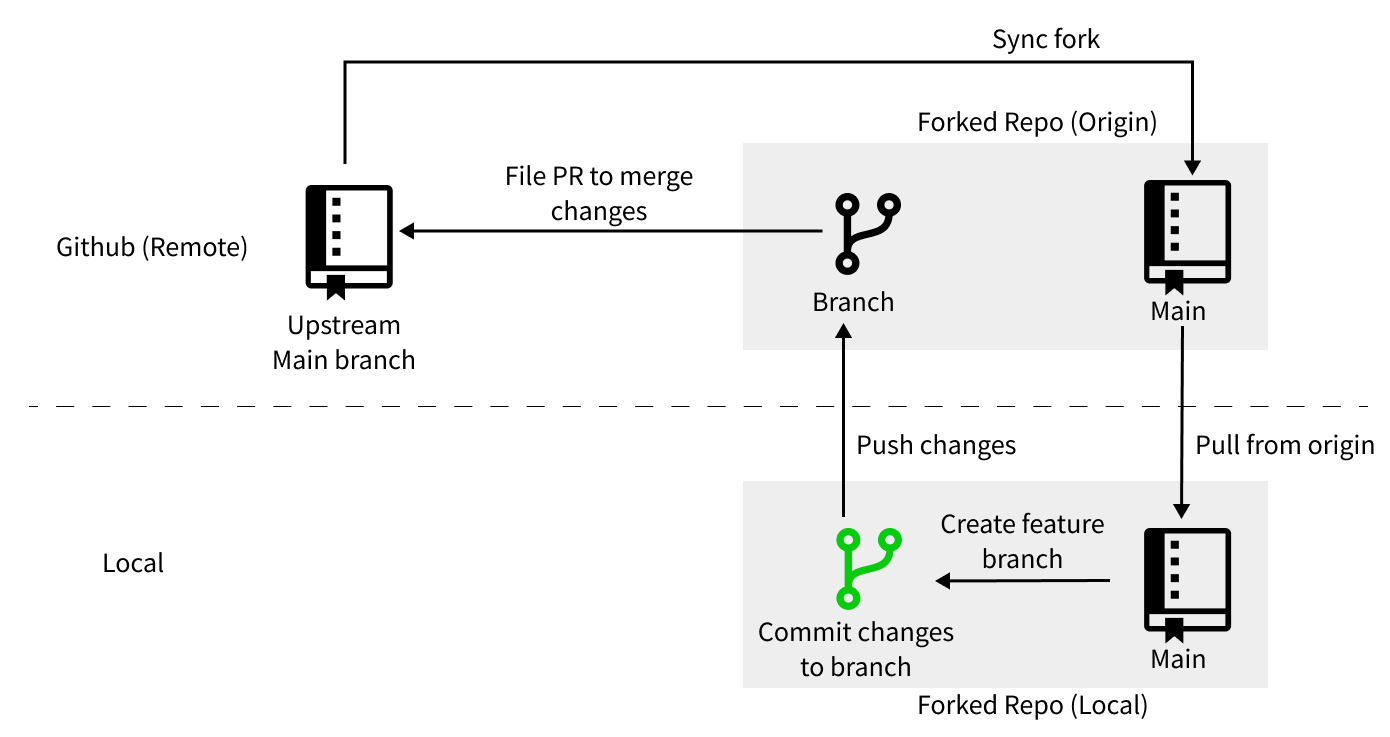 Sync fork
Forked Repo (Origin)
File PR to merge
changes
Github (Remote)
Branch
Main
Upstream
Main branch
Push changes
Pull from origin
Create feature
branch
Local
Commit changes
to branch
Main
Forked Repo (Local)